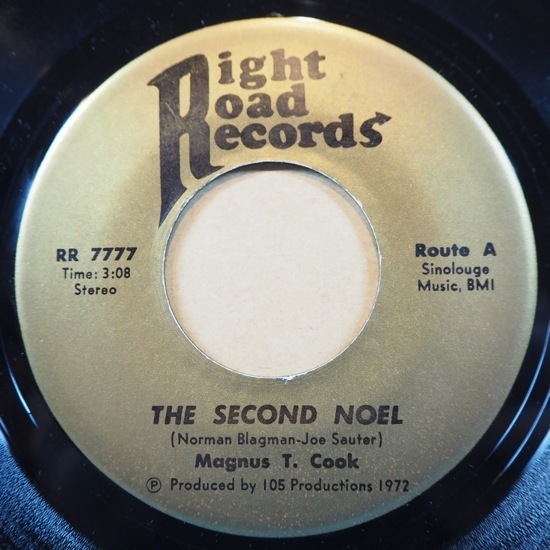 Right
Road
Records
RR 7777
Time: 3:08
Stereo
Route A
Sinolouge
Music, BMI
THE SECOND NOEL
(Norman Blagman-Joe Sauter)
Magnus T. Cook
Ⓟ Produced by 105 Productions 1972